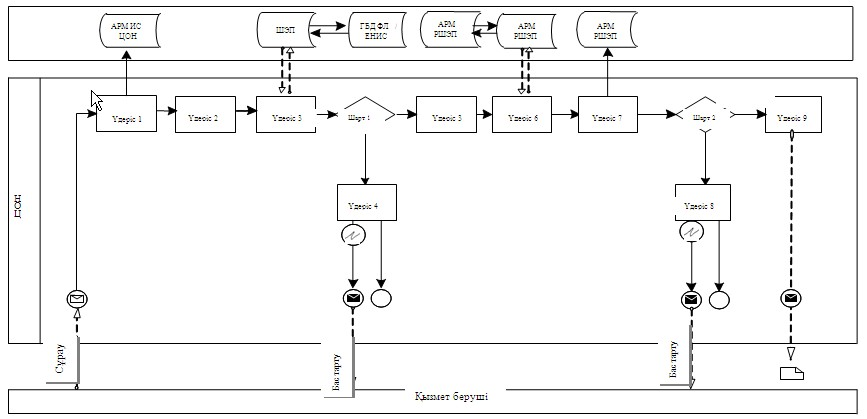 АРМ ИС
ЦОН
ШЭП
ГБД ФЛ /
ЕНИС
АРМ
РШЭП
АРМ
РШЭП
АРМ
РШЭП
ЦОН
Үдеріс 1
Үдеріс 2
Үдеріс 3
Шарт 1
Үдеріс 5
Үдеріс 6
Үдеріс 7
Шарт 2
Үдеріс 9
Үдеріс 4
Үдеріс 8
Сұрау
Бас тарту
Бас тарту
Қызмет беруші